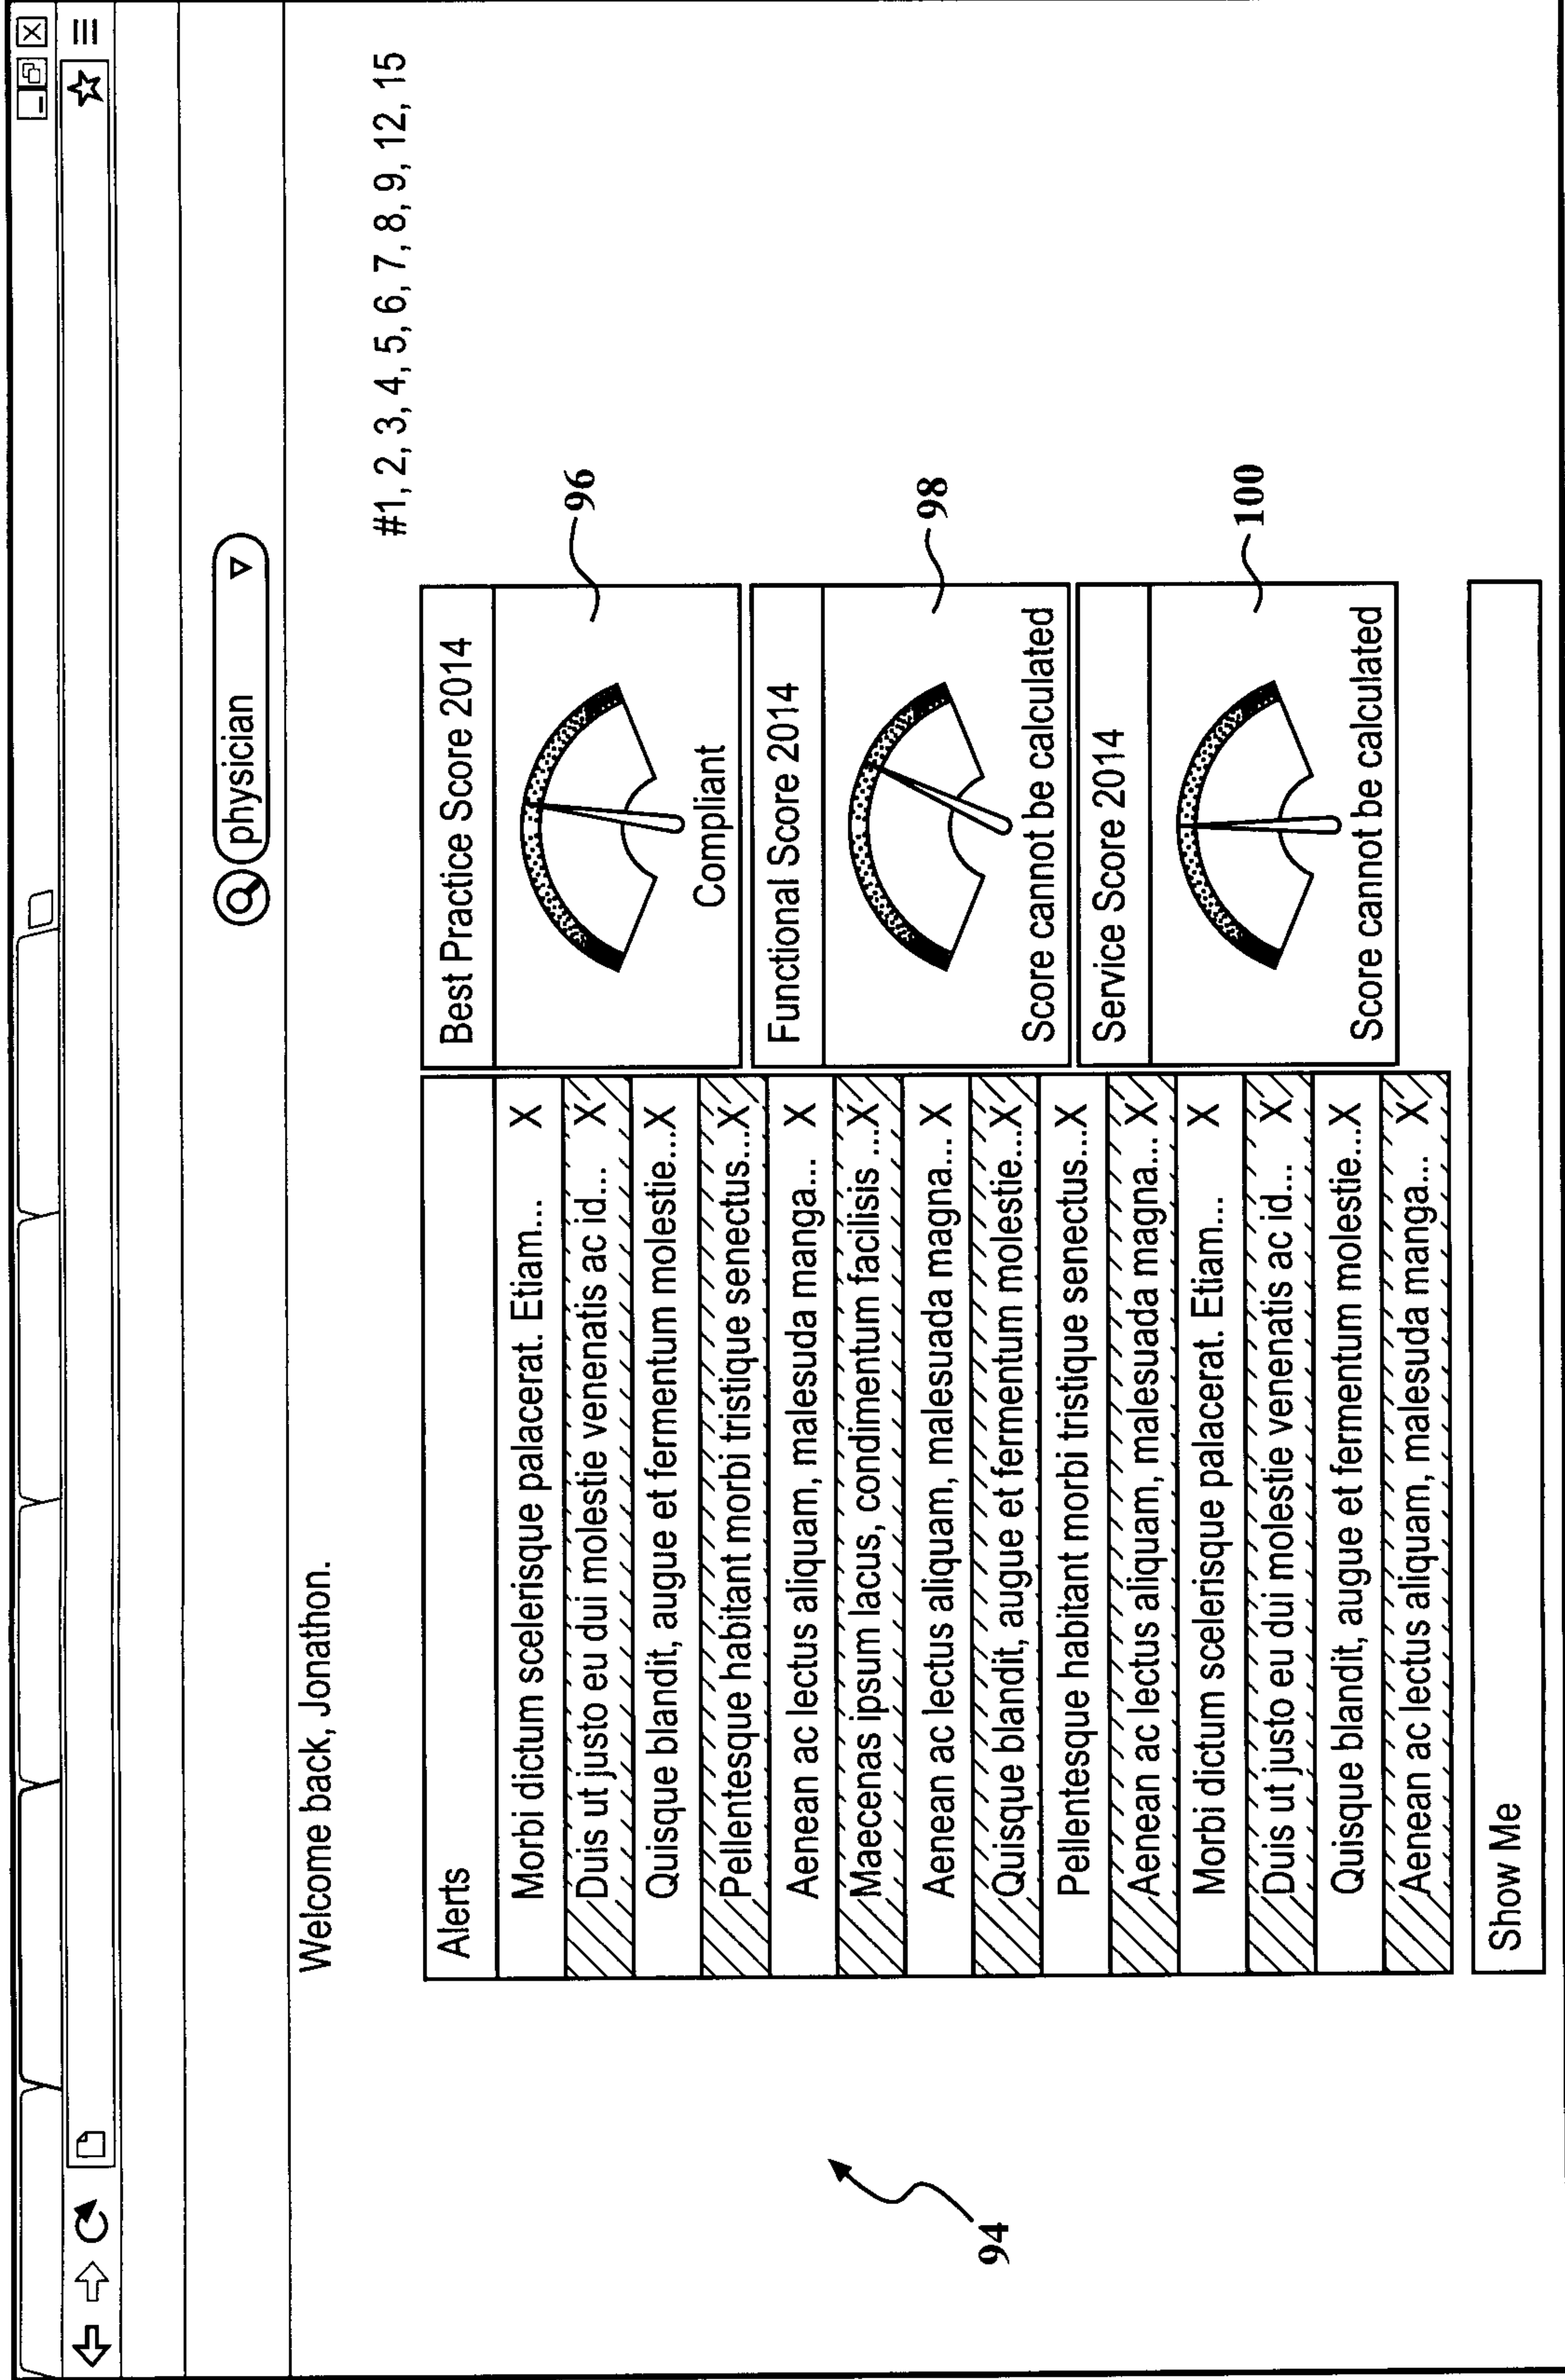 physician
Welcome back, Jonathon.
#1, 2, 3, 4, 5, 6, 7, 8, 9, 12, 15
Alerts
Morbi dictum scelerisque palacerat. Etiam... X
Duis ut justo eu dui molestie venenatis ac id... X
Quisque blandit, augue et fermentum molestie...X
Pellentesque habitant morbi tristique senectus...X
Aenean ac lectus aliquam, malesuda manga... X
Maecenas ipsum lacus, condimentum facilisis ...X
Aenean ac lectus aliquam, malesuada magna... X
Quisque blandit, augue et fermentum molestie...X
Pellentesque habitant morbi tristique senectus...X
Aenean ac lectus aliquam, malesuada magna... X
Morbi dictum scelerisque palacerat. Etiam... X
Duis ut justo eu dui molestie venenatis ac id... X
Quisque blandit, augue et fermentum molestie...X
Aenean ac lectus aliquam, malesuda manga... X
Best Practice Score 2014
Compliant
96
Functional Score 2014
Score cannot be calculated
98
Service Score 2014
Score cannot be calculated
100
Show Me
94